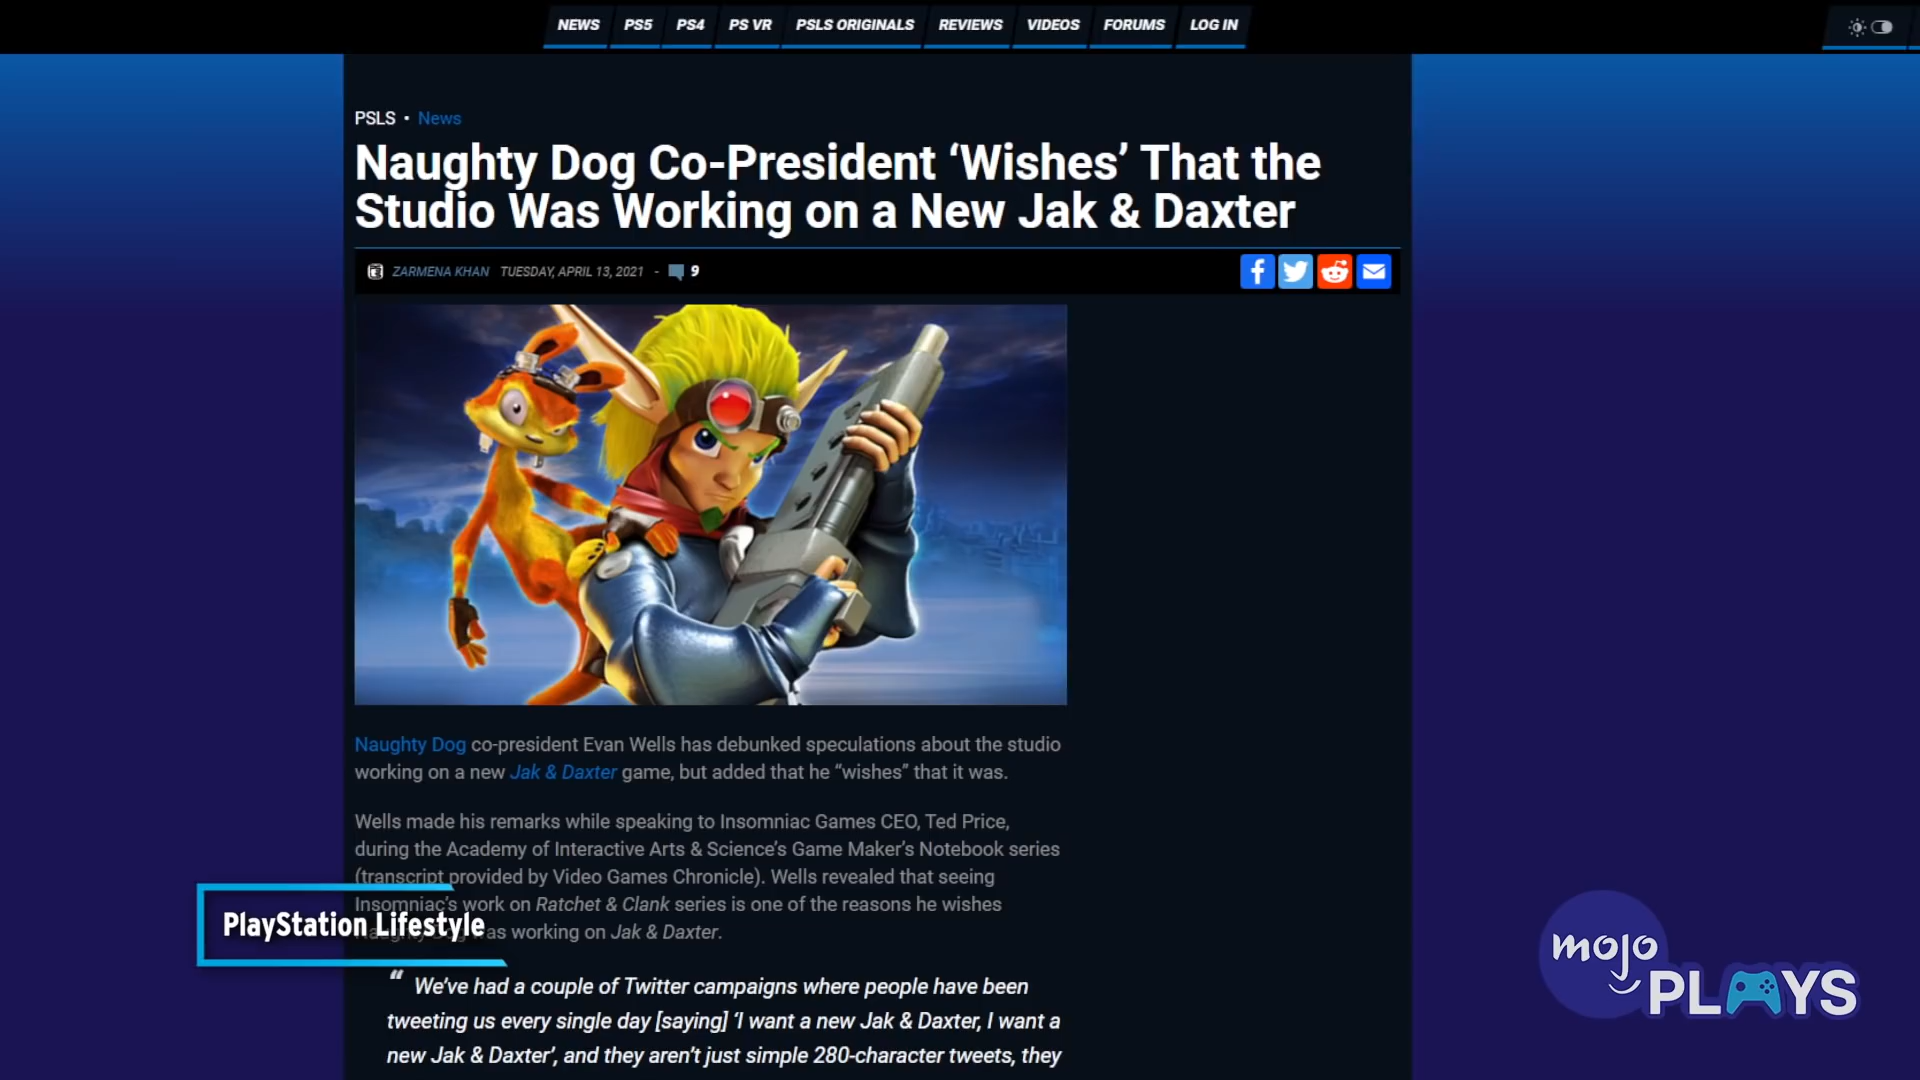 NEWS PS5 PS4 PS VR PSLS ORIGINALS REVIEWS VIDEOS FORUMS LOG IN
PSLS • News
Naughty Dog Co-President ‘Wishes’ That the
Studio Was Working on a New Jak & Daxter
ZARMENA KHAN TUESDAY, APRIL 13, 2021 - 9
Naughty Dog co-president Evan Wells has debunked speculations about the studio
working on a new Jak & Daxter game, but added that he “wishes” that it was.
Wells made his remarks while speaking to Insomniac Games CEO, Ted Price,
during the Academy of Interactive Arts & Science’s Game Maker’s Notebook series
(transcript provided by Video Games Chronicle). Wells revealed that seeing
Insomniac’s work on Ratchet & Clank series is one of the reasons he wishes
Naughty Dog was working on Jak & Daxter.
PlayStation Lifestyle
“ We’ve had a couple of Twitter campaigns where people have been
tweeting us every single day [saying] ‘I want a new Jak & Daxter, I want a
new Jak & Daxter’, and they aren’t just simple 280-character tweets, they
mojo
PLAYS